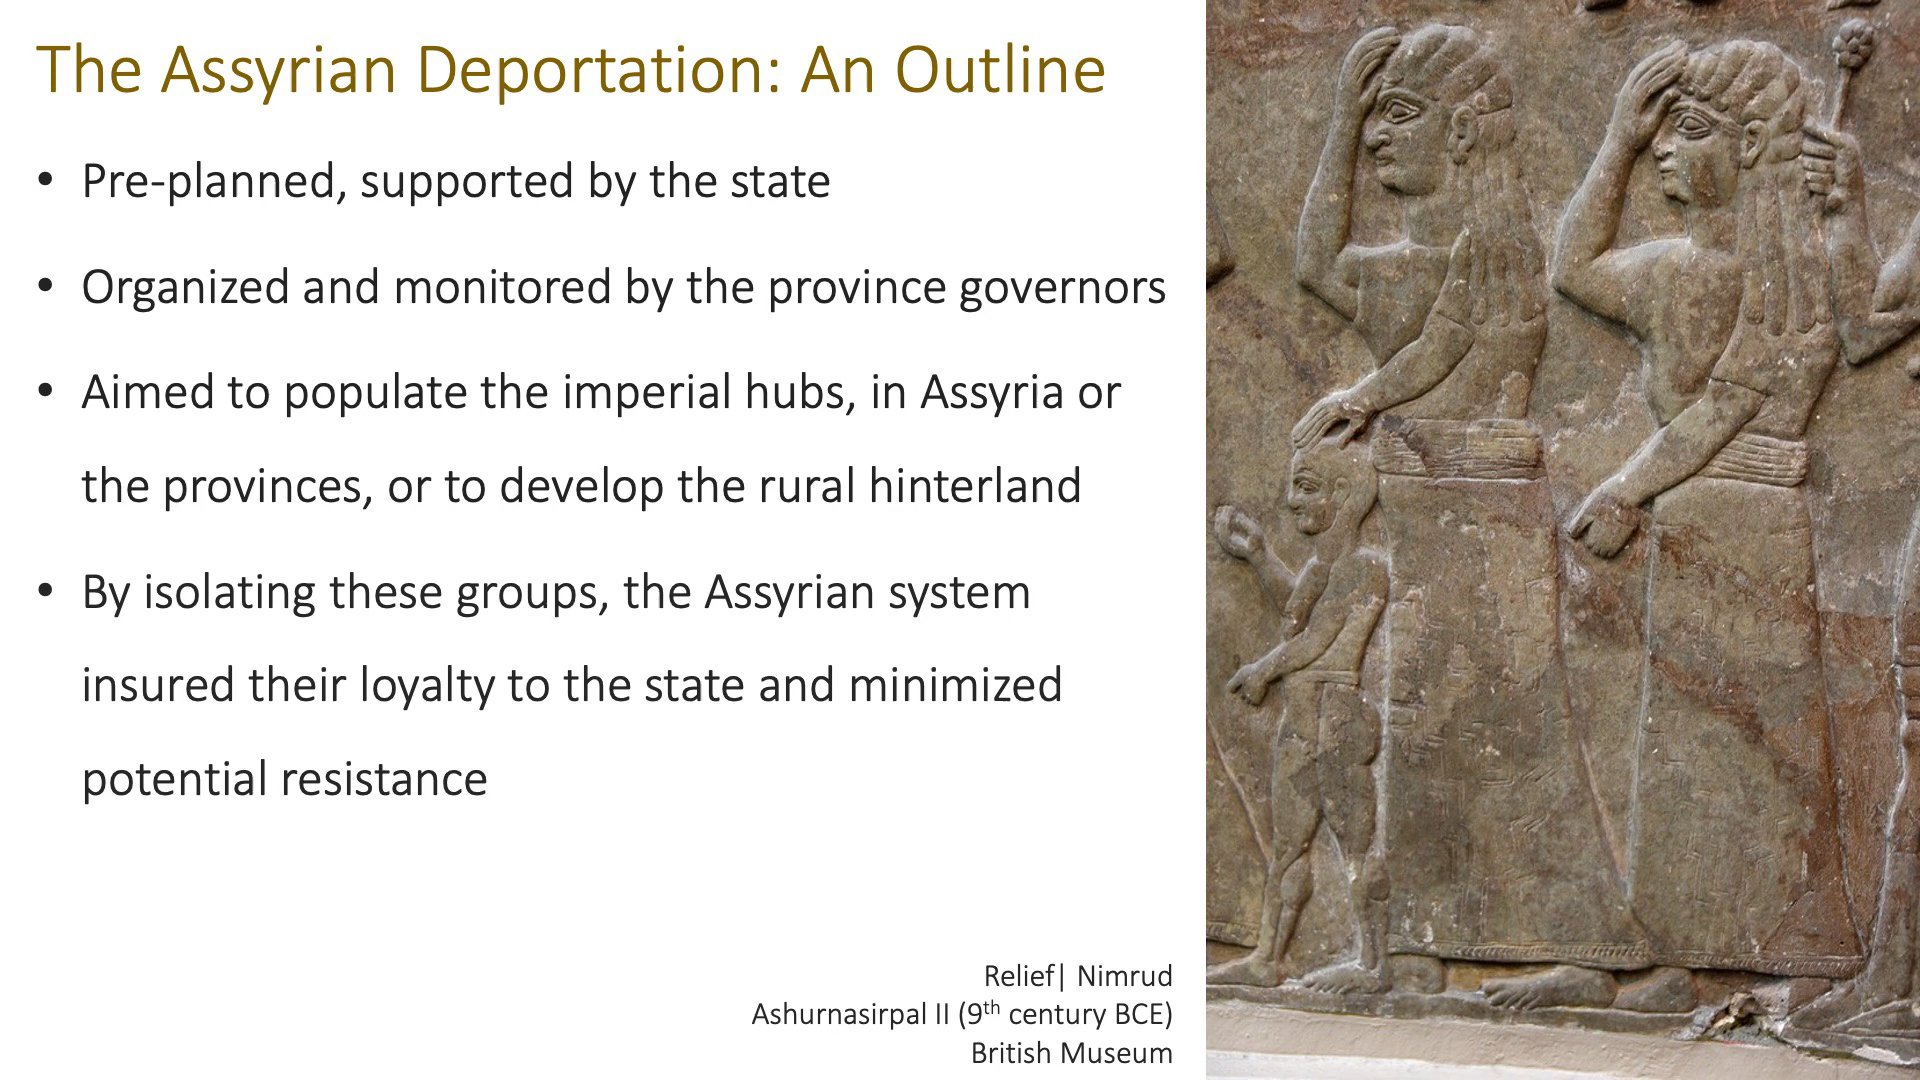 The Assyrian Deportation: An Outline
• Pre-planned, supported by the state
• Organized and monitored by the province governors
• Aimed to populate the imperial hubs, in Assyria or
the provinces, or to develop the rural hinterland
• By isolating these groups, the Assyrian system
insured their loyalty to the state and minimized
potential resistance
Relief| Nimrud
Ashurnasirpal II (9th century BCE)
British Museum